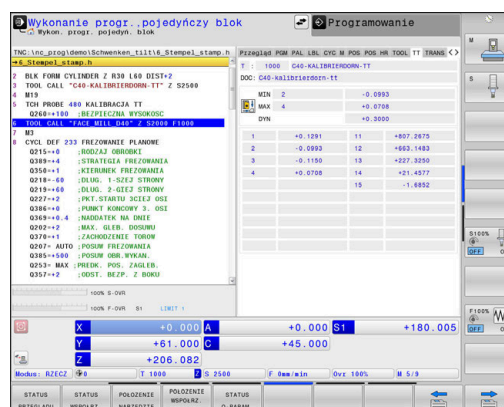 Wykonanie progr.,pojedyńczy blok
Wykon. progr. pojedyń. blok
Programowanie
TNC:\nc_prog\demo\Schwenken_tilt\6_Stempel_stamp.h
→6_Stempel_stamp.h
2 BLK FORM CYLINDER Z R30 L60 DIST+2
3 TOOL CALL "C40-KALIBRIERDORN-TT" Z S2500
4 M19
5 TCH PROBE 480 KALIBRACJA TT
Q260=+100 ;BEZPIECZNA WYSOKOSC
6 TOOL CALL "FACE_MILL_D40" Z S2000 F1000
7 M3
8 CYCL DEF 233 FREZOWANIE PLANOWE
Q215=+0 ;RODZAJ OBROBKI
Q389=+4 ;STRATEGIA FREZOWANIA
Q350=+1 ;KIERUNEK FREZOWANIA
Q218=-60 ;DLUG. 1-SZEJ STRONY
Q219=+60 ;DLUG. 2-GIEJ STRONY
Q227=+2 ;PKT.STARTU 3CIEJ OSI
Q386=+0 ;PUNKT KONCOWY 3. OSI
Q369=+0.4 ;NADDATEK NA DNIE
Q202=+2 ;MAX. GLEB. DOSUWU
Q370=+1 ;ZACHODZENIE TOROW
Q207= AUTO ;POSUW FREZOWANIA
Q385=+500 ;POSUW OBR.WYKAN.
Q253= MAX ;PREDK. POS. ZAGLEB.
Q357=+2 ;ODST. BEZP. Z BOKU
Przegląd PGM PAL LBL CYC M POS POS HR TOOL TT TRANS
T : 1000 C40-KALIBRIERDORN-TT
DOC: C40-kalibrierdorn-tt
MIN 2 -0.0993
MAX 4 +0.0708
DYN +0.3000
1 +0.1291 11 +807.2675
2 -0.0993 12 +663.1483
3 -0.1150 13 +227.3250
4 +0.0708 14 +21.4577
15 -1.6852
100% S-OVR
100% F-OVR S1 LIMIT 1
X +0.000 A +0.000 S1 +180.005
Y +61.000 C +45.000
Z +206.082
Modus: RZECZ 0 T 1000 Z S 2500 F 0mm/min Ovr 100% M 5/9
STATUS PRZEGLĄDU
STATUS WSPÓŁRZ.
POŁOŻENIE NARZĘDZIE
POŁOŻENIE WSPÓŁRZ.
STATUS Q-PARAM.
M
S
S100%
OFF
F100%
OFF